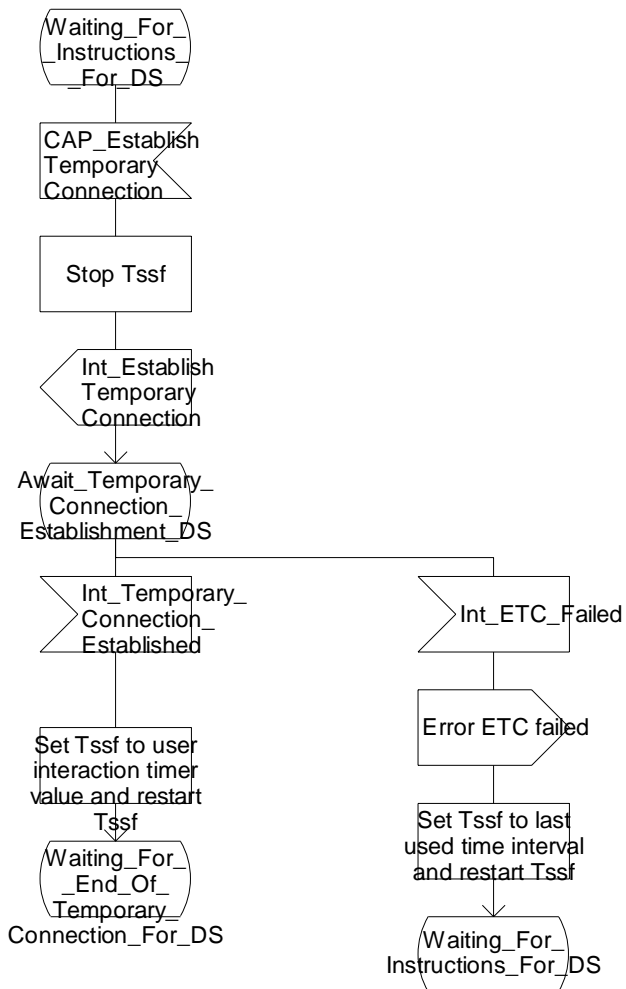 Waiting_For_
_Instructions_
_For_DS
CAP_Establish
Temporary
Connection
Stop Tssf
Int_Establish
Temporary
Connection
Await_Temporary_
Connection_
Establishment_DS
Int_Temporary_
Connection_
Established
Int_ETC_Failed
Error ETC failed
Set Tssf to user
interaction timer
value and restart
Tssf
Set Tssf to last
used time interval
and restart Tssf
Waiting_For_
_End_Of_
Temporary_
Connection_For_DS
Waiting_For_
Instructions_For_DS